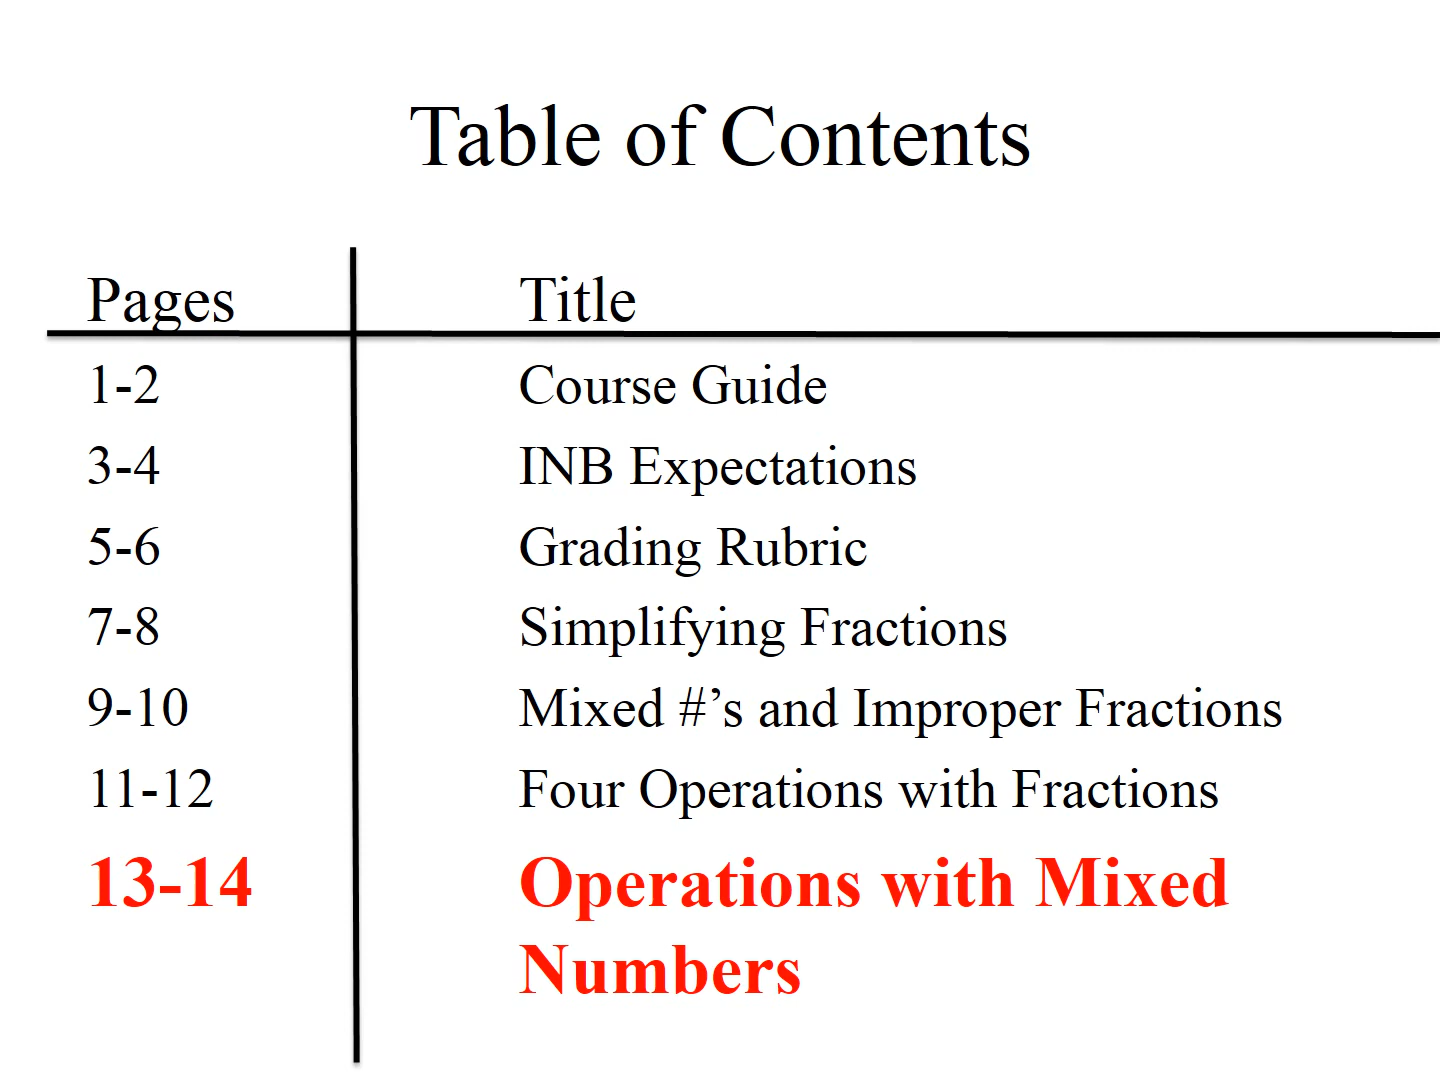 Table of Contents
Pages Title
1-2 Course Guide
3-4 INB Expectations
5-6 Grading Rubric
7-8 Simplifying Fractions
9-10 Mixed #’s and Improper Fractions
11-12 Four Operations with Fractions
13-14 Operations with Mixed
Numbers